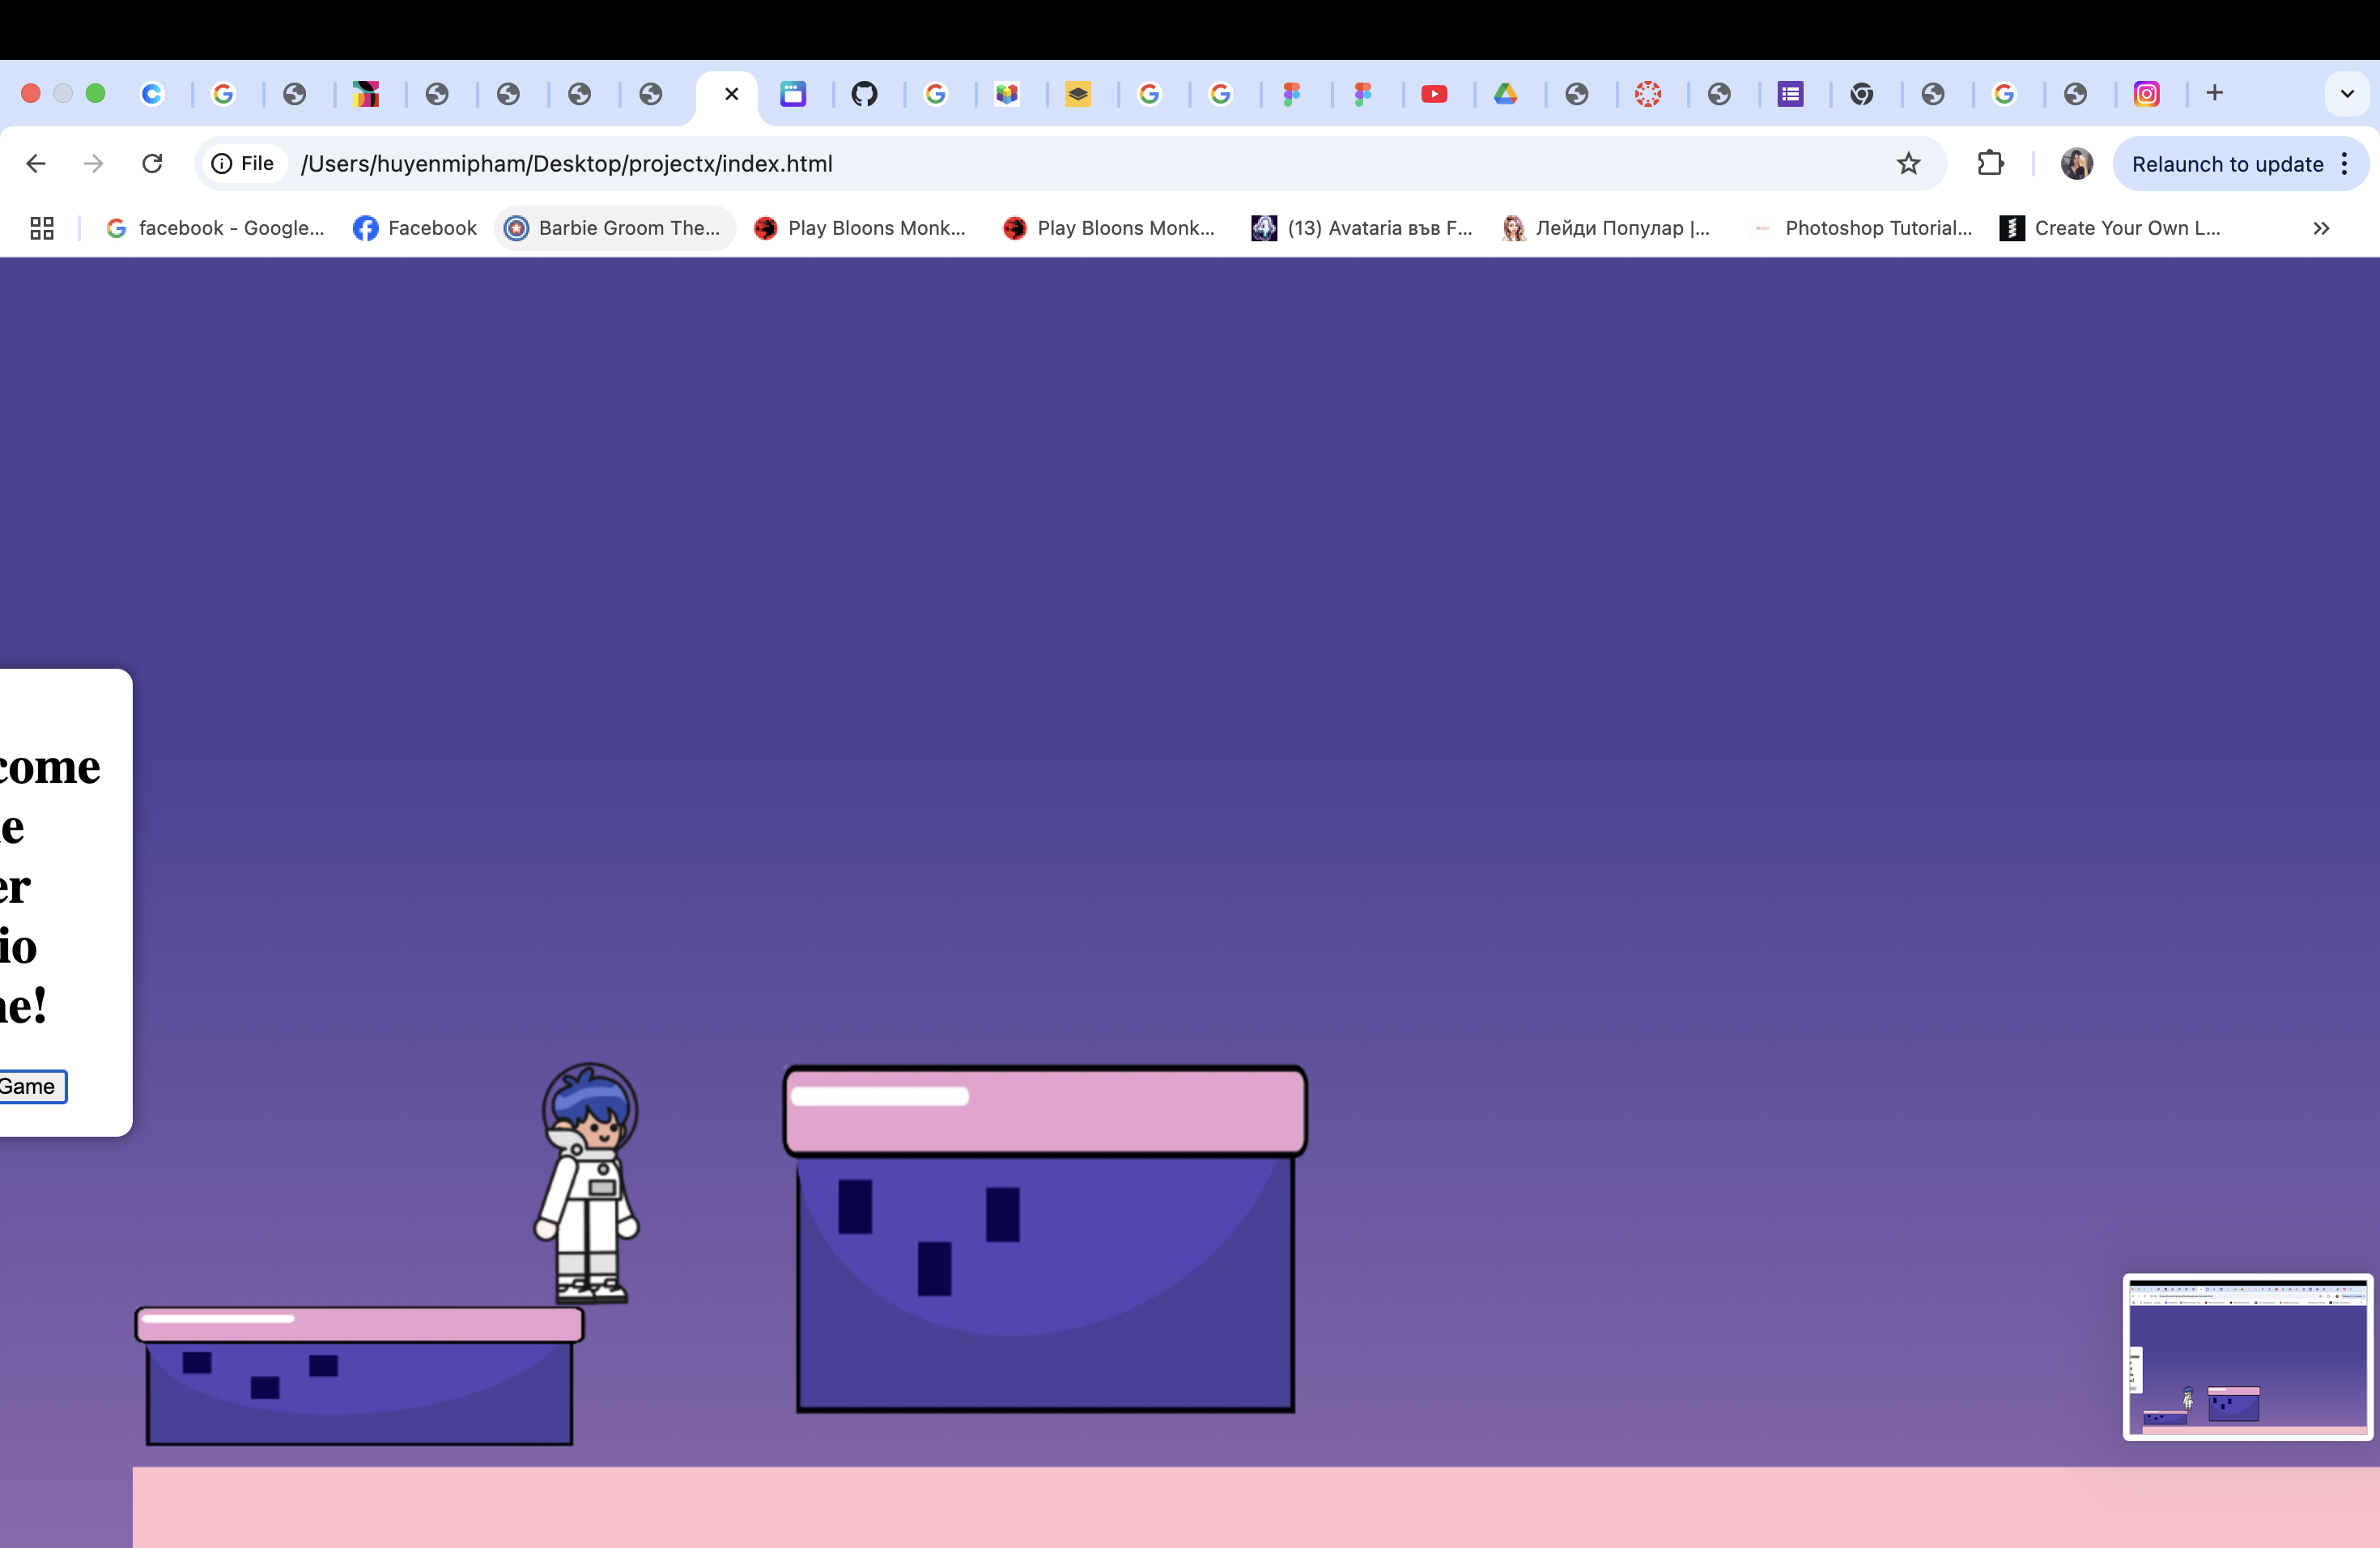 File /Users/huyenmipham/Desktop/projectx/index.html Relaunch to update
facebook - Google... Facebook Barbie Groom The... Play Bloons Monk... Play Bloons Monk... (13) Avataria във F... Лейди Популар |... Photoshop Tutorial... Create Your Own L...
come
e
er
io
ne!
Game